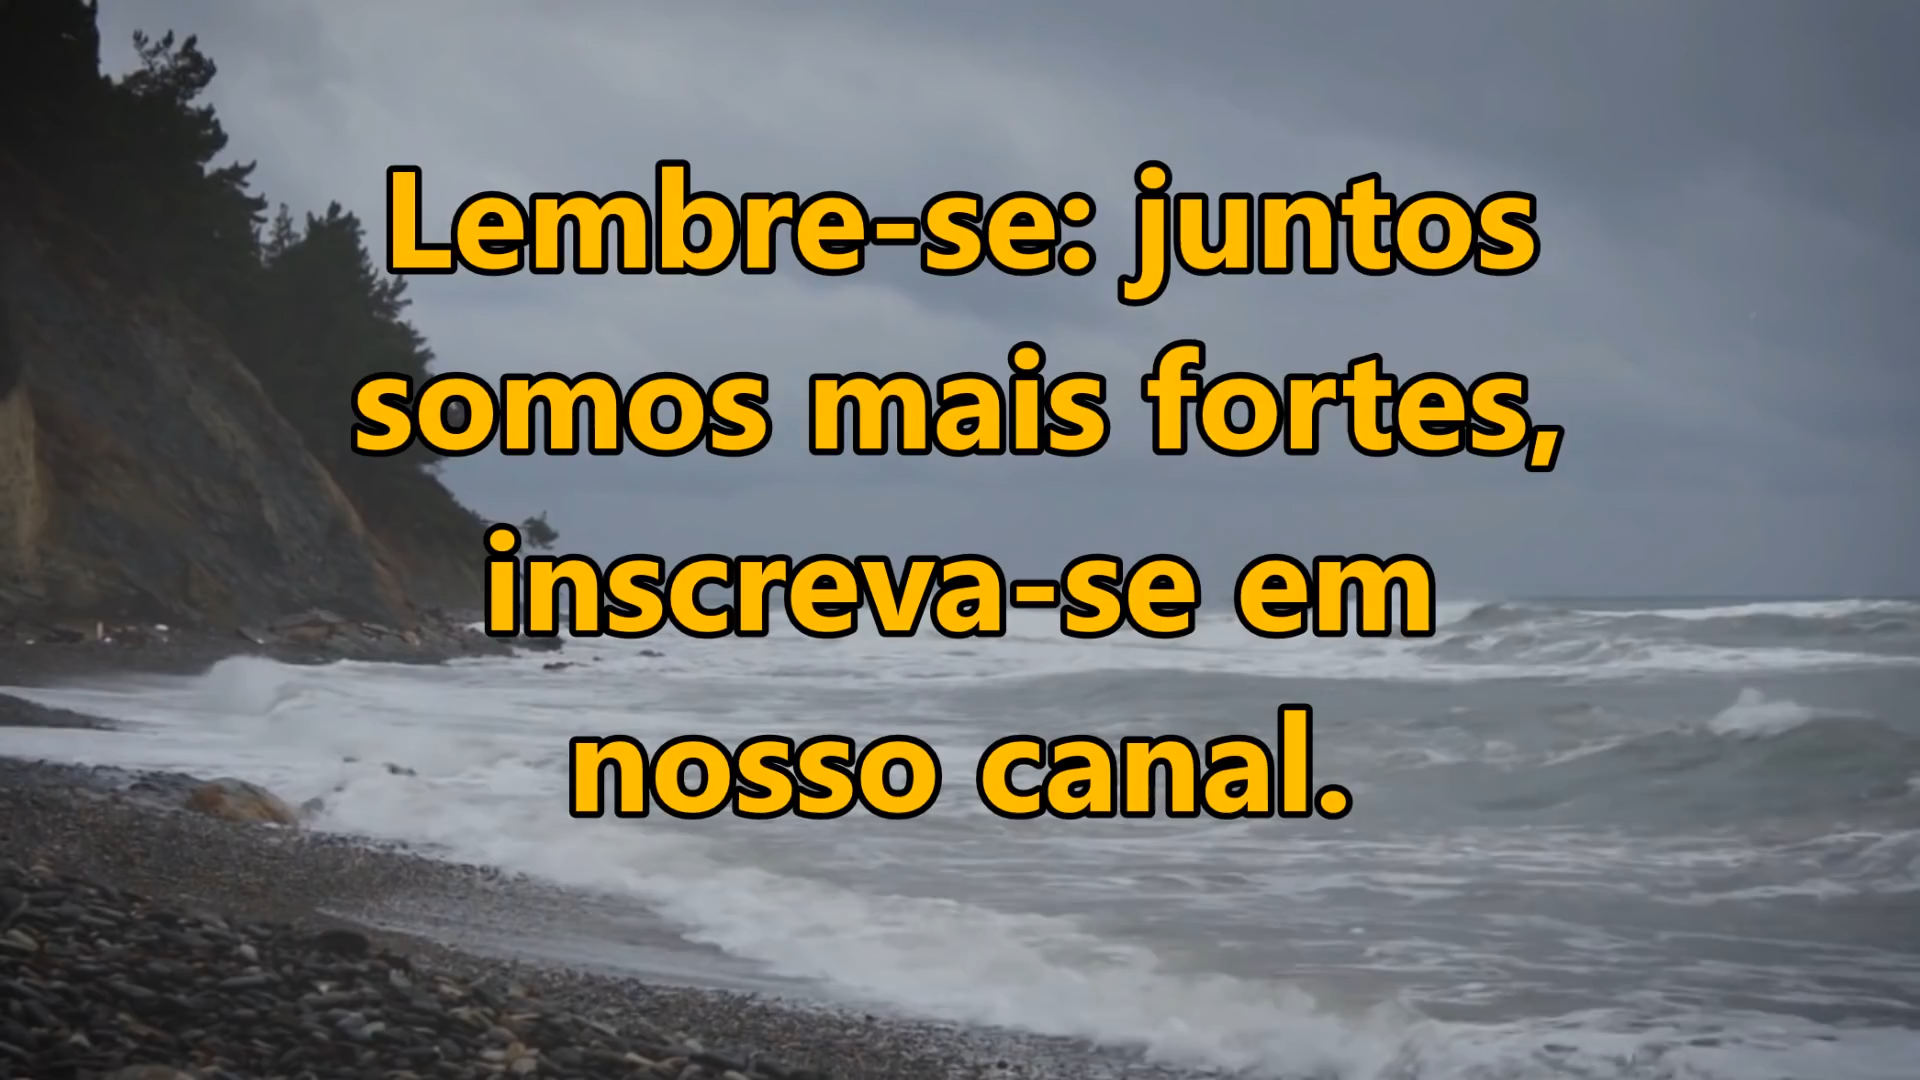 Lembre-se: juntos
somos mais fortes,
inscreva-se em
nosso canal.